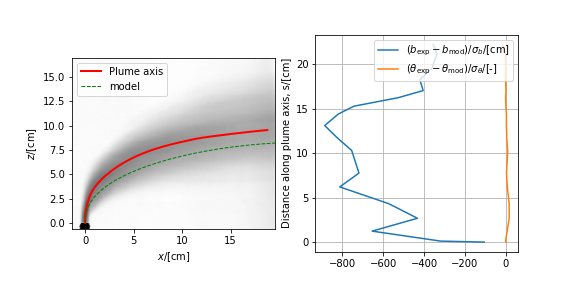 Plume axis
model
15.0
12.5
10.0
7.5
5.0
2.5
0.0
z/[cm]
0 5 10 15
x/[cm]
(b_exp − b_mod)/σ_b/[cm]
(θ_exp − θ_mod)/σ_θ/[-]
20
15
10
5
0
Distance along plume axis, s/[cm]
−800 −600 −400 −200 0